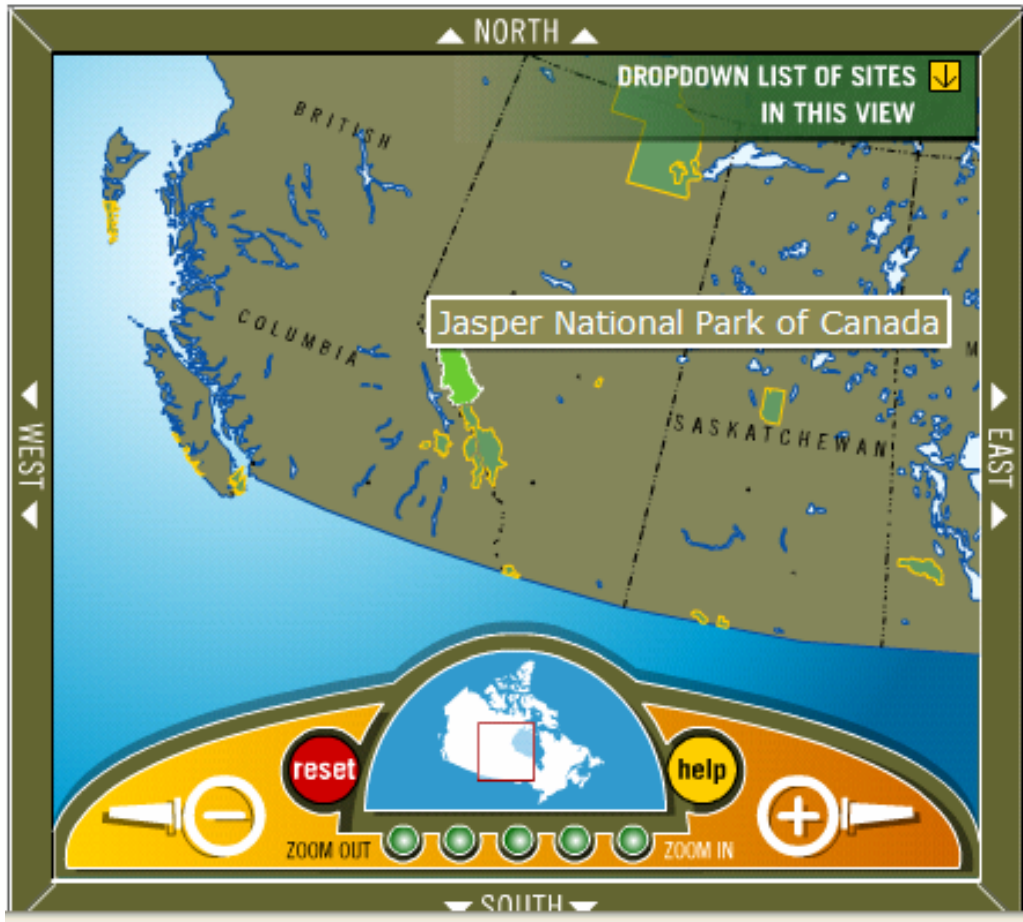 NORTH
DROPDOWN LIST OF SITES
IN THIS VIEW
BRITISH
Jasper National Park of Canada
COLUMBIA
M
SASKATCHEWAN
WEST
EAST
reset
help
ZOOM OUT
ZOOM IN
SOUTH